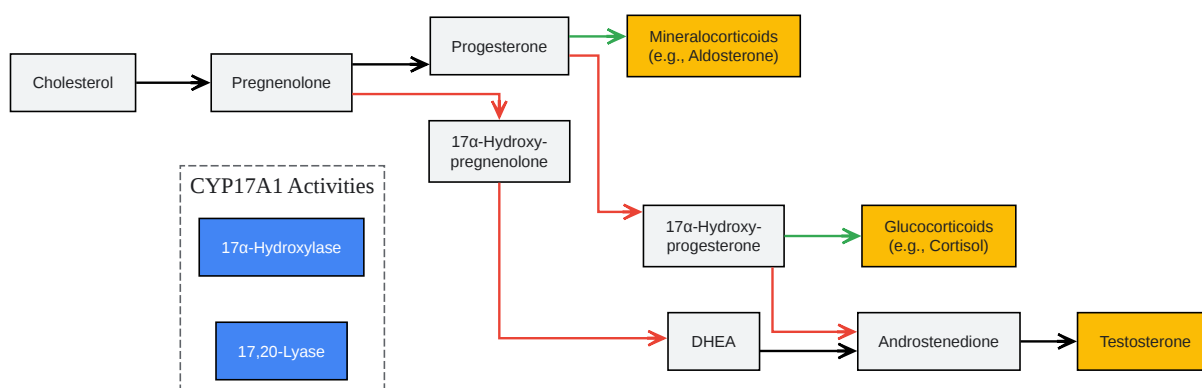 Cholesterol
Pregnenolone
Progesterone
Mineralocorticoids
(e.g., Aldosterone)
17α-Hydroxy-
pregnenolone
CYP17A1 Activities
17α-Hydroxylase
17,20-Lyase
17α-Hydroxy-
progesterone
Glucocorticoids
(e.g., Cortisol)
DHEA
Androstenedione
Testosterone